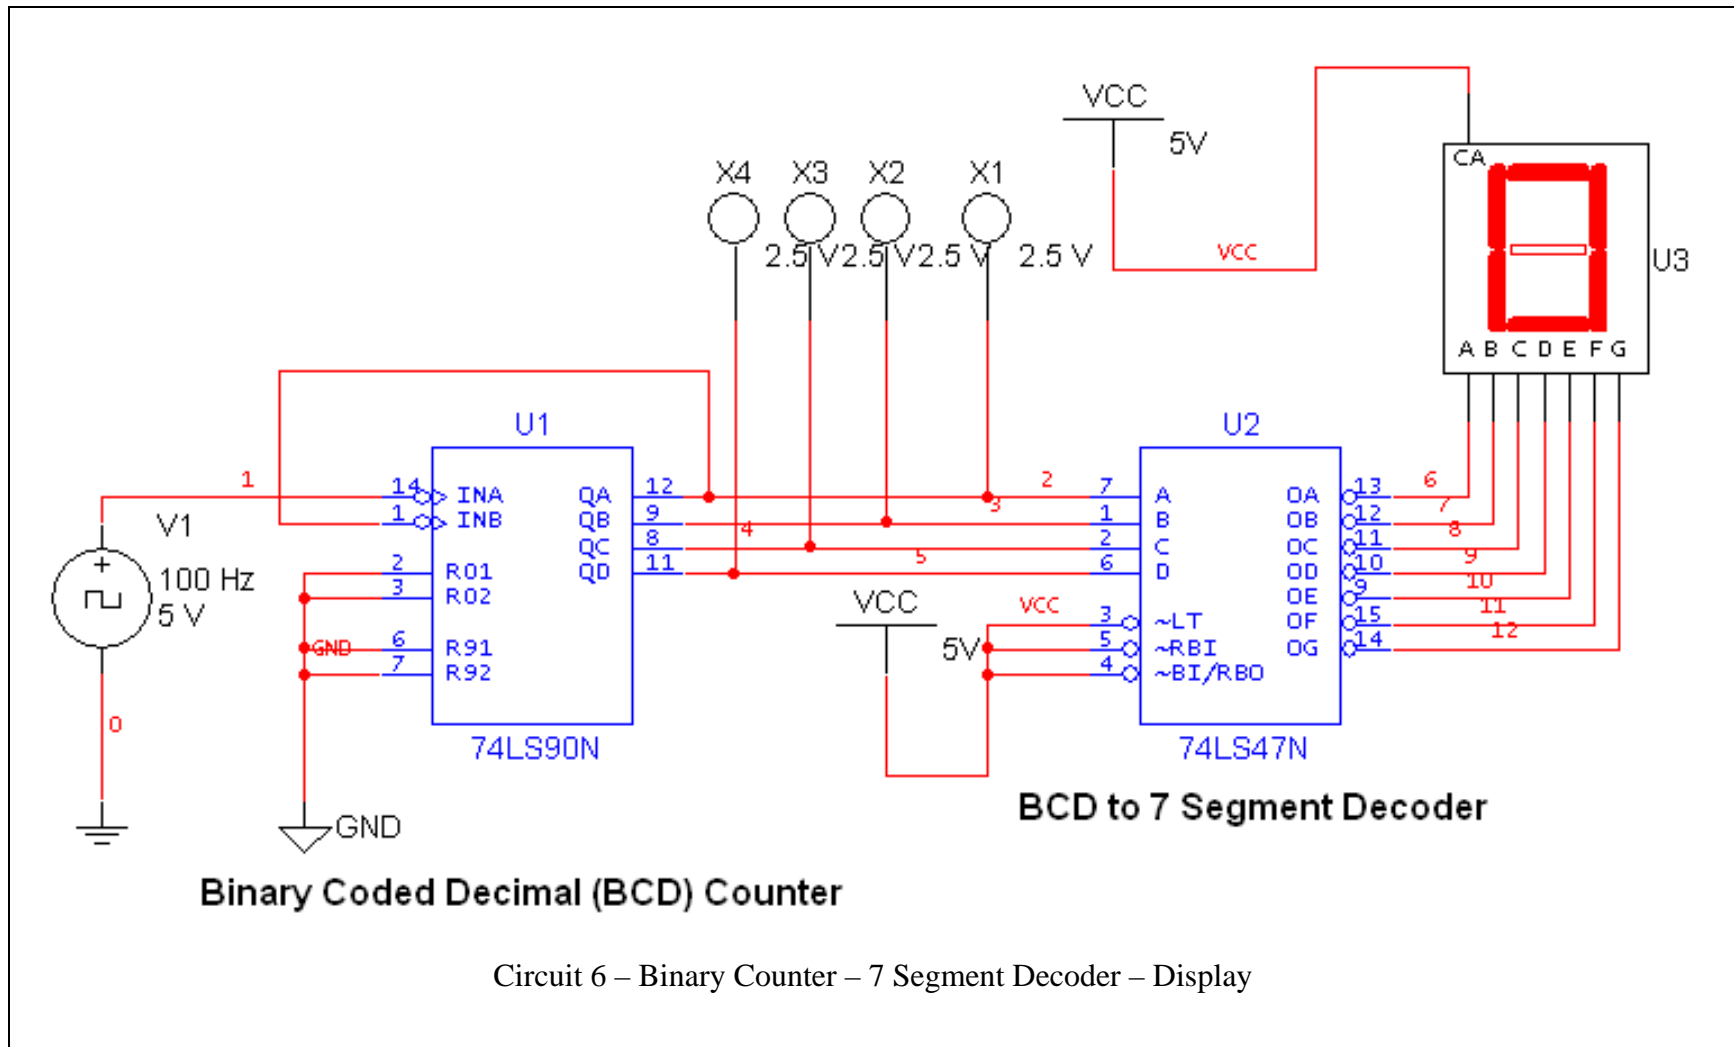 VCC
5V
CA
X4 X3 X2 X1
2.5 V 2.5 V 2.5 V 2.5 V
VCC
U3
A B C D E F G
U1
U2
1
14 INA QA 12
2
7 A OA 13
6
1 INB QB 9
3
1 B OB 12
7
V1
4
QC 8
2 C OC 11
8
100 Hz
5 V
2 R01 QD 11
5
6 D OD 10
9
3 R02
VCC
5V
VCC
OE 9
10
3 ~LT OF 15
11
GND
6 R91
5 ~RBI OG 14
12
7 R92
4 ~BI/RBO
0
74LS90N
74LS47N
GND
BCD to 7 Segment Decoder
Binary Coded Decimal (BCD) Counter
Circuit 6 – Binary Counter – 7 Segment Decoder – Display